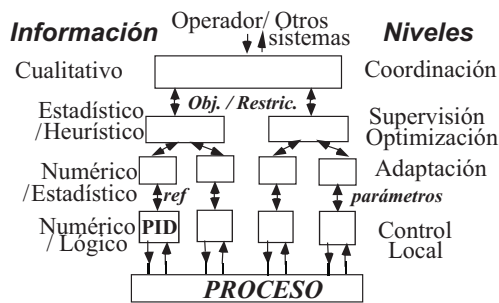 Información
Operador/ Otros
sistemas
Niveles
Cualitativo
Coordinación
Obj. / Restric.
Estadístico
/Heurístico
Supervisión
Optimización
Numérico
/Estadístico
Adaptación
ref
parámetros
Numérico
/ Lógico
PID
Control
Local
PROCESO